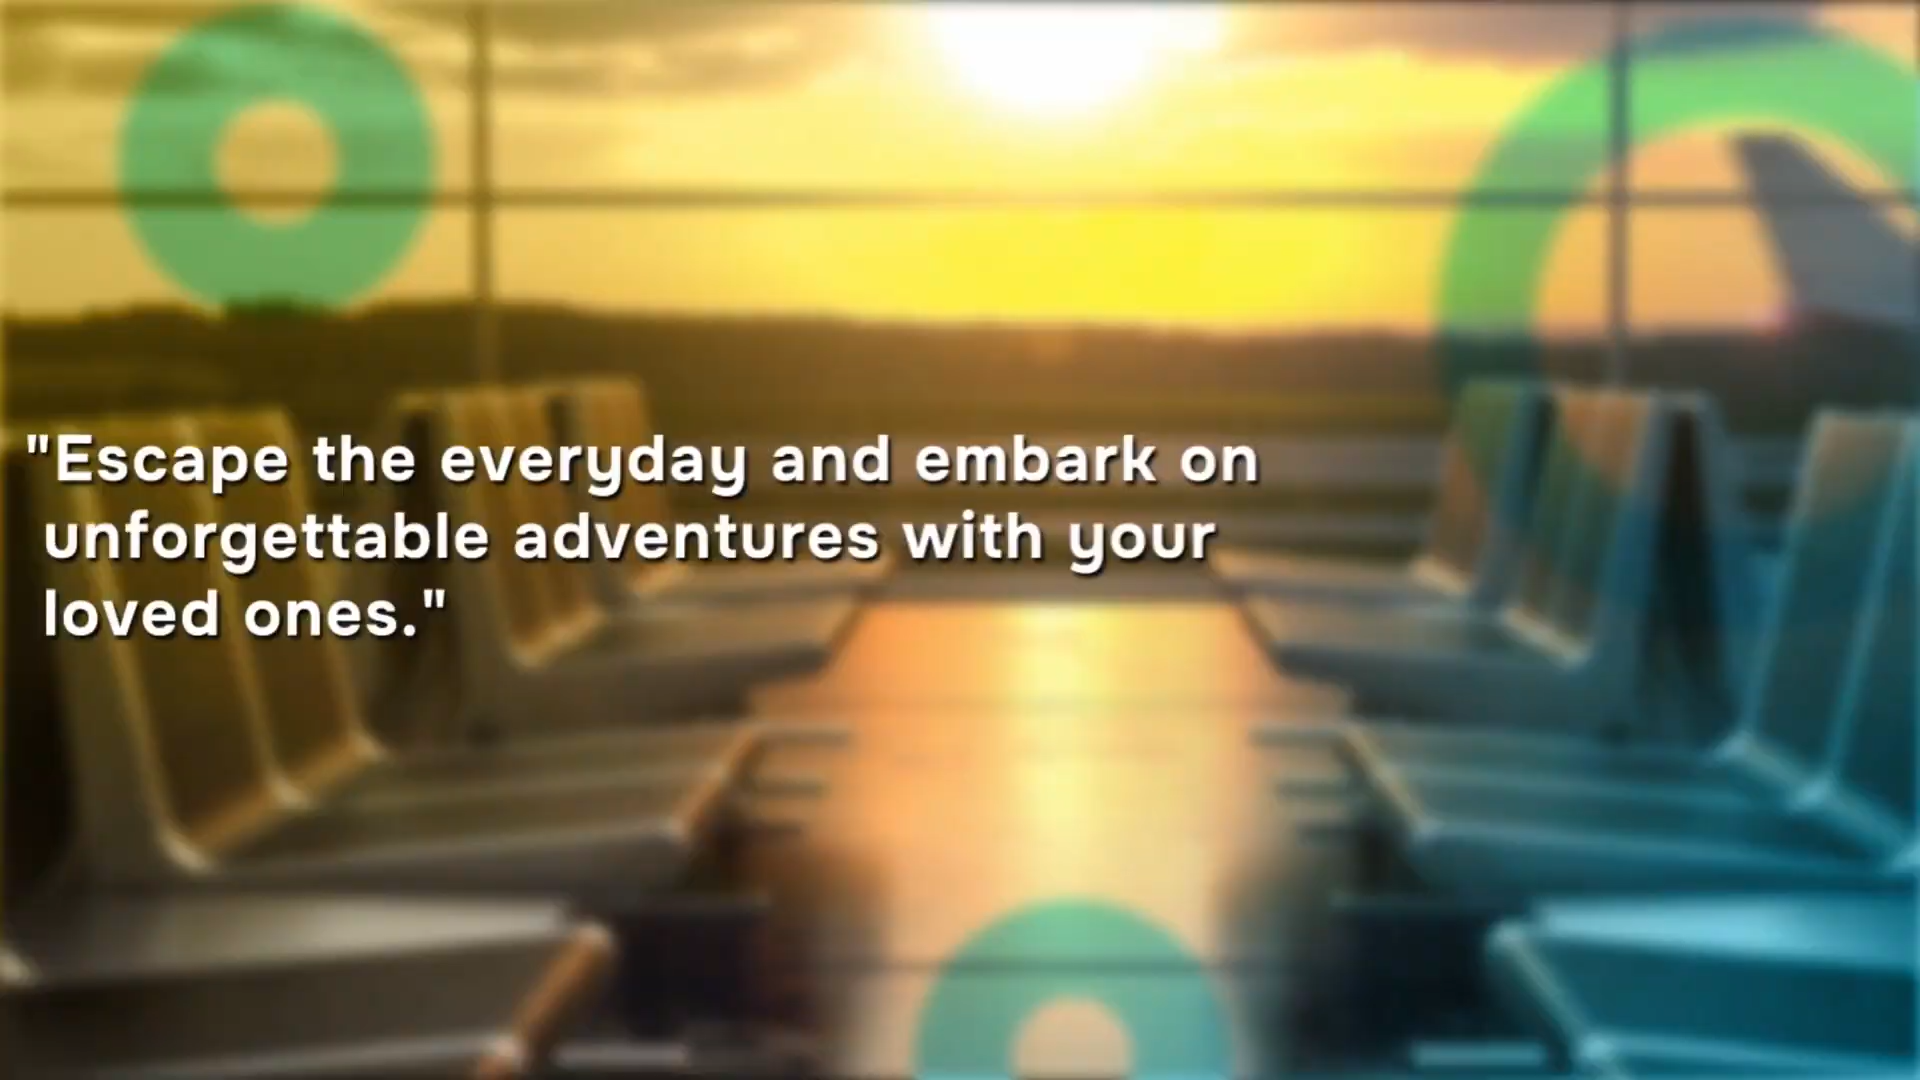 "Escape the everyday and embark on
unforgettable adventures with your
loved ones."